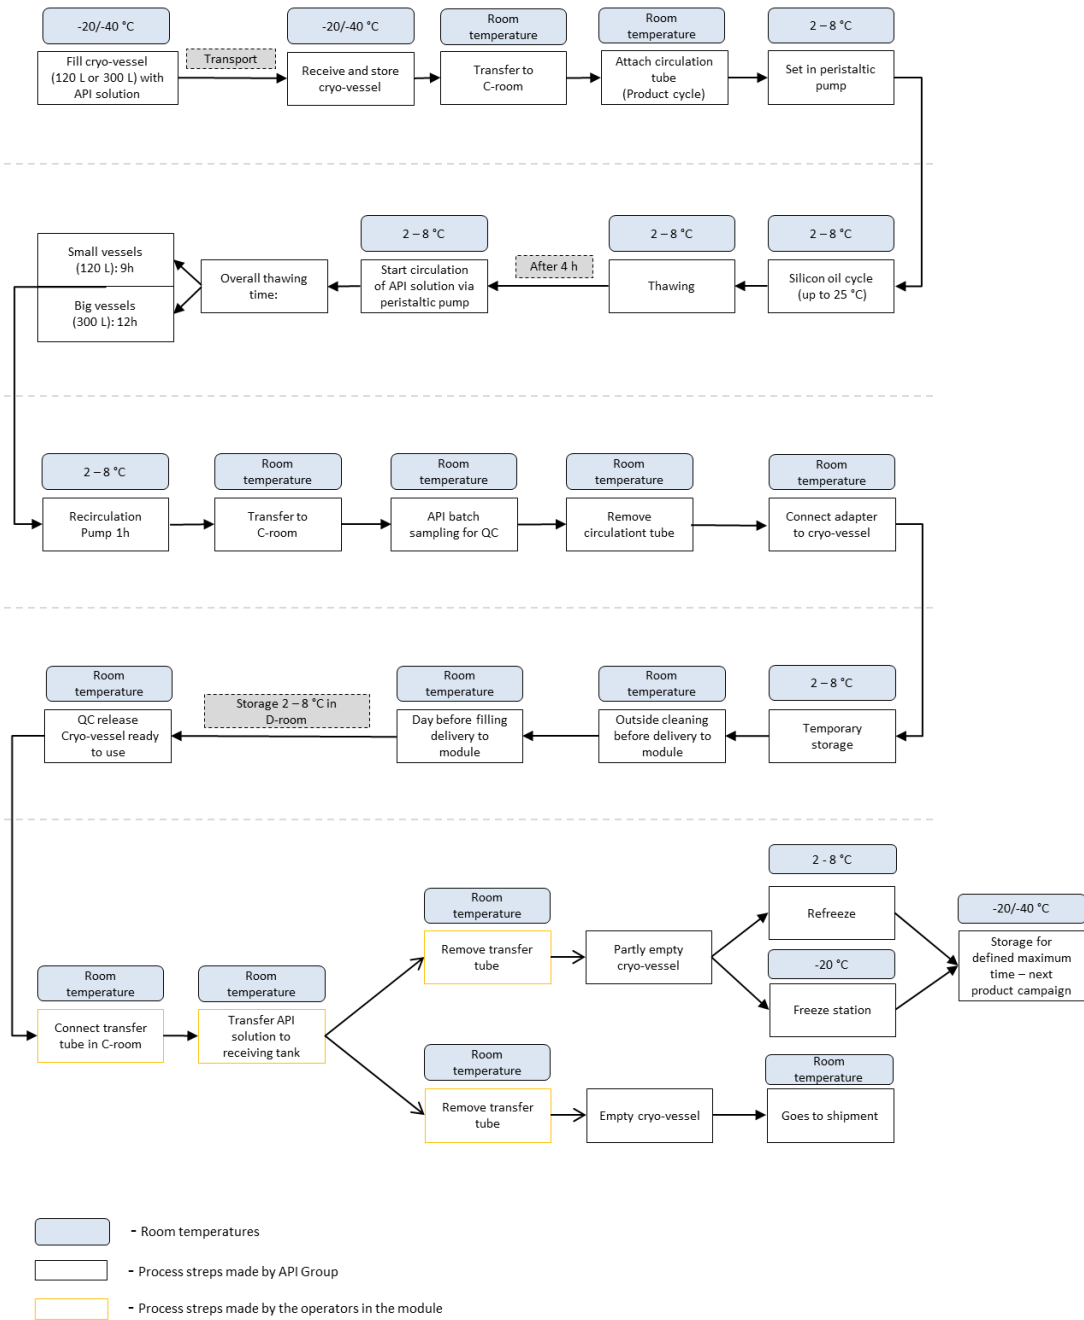 -20/-40 °C
Fill cryo-vessel
(120 L or 300 L) with
API solution
Transport
-20/-40 °C
Receive and store
cryo-vessel
Room
temperature
Transfer to
C-room
Room
temperature
Attach circulation
tube
(Product cycle)
2 – 8 °C
Set in peristaltic
pump
2 – 8 °C
Silicon oil cycle
(up to 25 °C)
2 – 8 °C
Thawing
After 4 h
2 – 8 °C
Start circulation
of API solution via
peristaltic pump
Overall thawing
time:
Small vessels
(120 L): 9h
Big vessels
(300 L): 12h
2 – 8 °C
Recirculation
Pump 1h
Room
temperature
Transfer to
C-room
Room
temperature
API batch
sampling for QC
Room
temperature
Remove
circulationt tube
Room
temperature
Connect adapter
to cryo-vessel
2 – 8 °C
Temporary
storage
Room
temperature
Outside cleaning
before delivery to
module
Room
temperature
Day before filling
delivery to
module
Storage 2 – 8 °C in
D-room
Room
temperature
QC release
Cryo-vessel ready
to use
Room
temperature
Connect transfer
tube in C-room
Room
temperature
Transfer API
solution to
receiving tank
Room
temperature
Remove transfer
tube
Partly empty
cryo-vessel
2 - 8 °C
Refreeze
-20 °C
Freeze station
-20/-40 °C
Storage for
defined maximum
time – next
product campaign
Room
temperature
Remove transfer
tube
Empty cryo-vessel
Room
temperature
Goes to shipment
- Room temperatures
- Process streps made by API Group
- Process streps made by the operators in the module